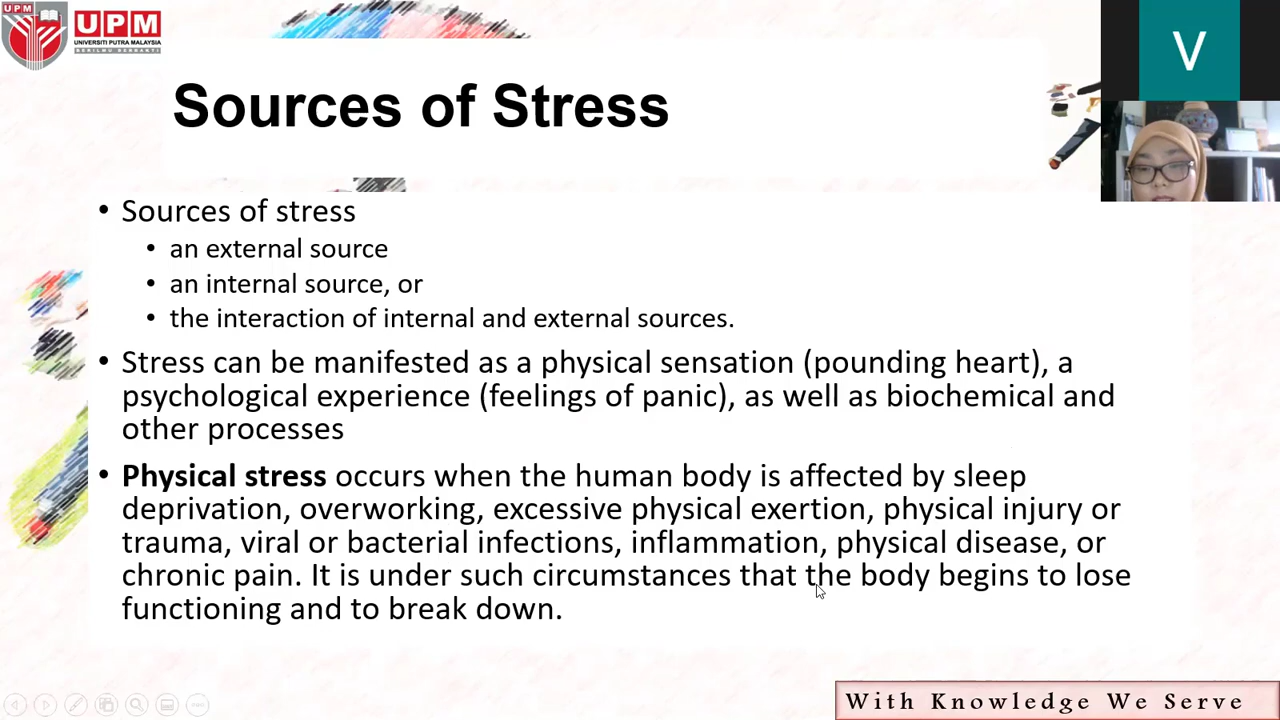 UPM
UPM
UNIVERSITI PUTRA MALAYSIA
BERILMU BERBAKTI
V
Sources of Stress
• Sources of stress
• an external source
• an internal source, or
• the interaction of internal and external sources.
• Stress can be manifested as a physical sensation (pounding heart), a
psychological experience (feelings of panic), as well as biochemical and
other processes
• Physical stress occurs when the human body is affected by sleep
deprivation, overworking, excessive physical exertion, physical injury or
trauma, viral or bacterial infections, inflammation, physical disease, or
chronic pain. It is under such circumstances that the body begins to lose
functioning and to break down.
With Knowledge We Serve